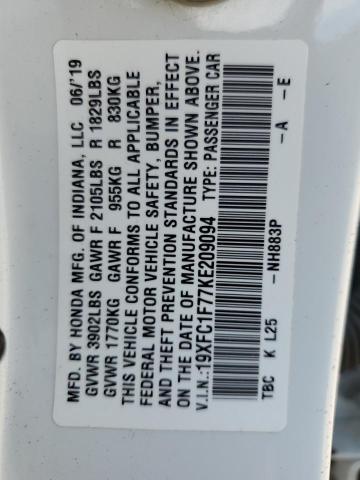 MFD. BY HONDA MFG. OF INDIANA, LLC 06/'19
GVWR 3902LBS GAWR F 2105LBS R 1829LBS
GVWR 1770KG GAWR F 955KG R 830KG
THIS VEHICLE CONFORMS TO ALL APPLICABLE
FEDERAL MOTOR VEHICLE SAFETY, BUMPER,
AND THEFT PREVENTION STANDARDS IN EFFECT
ON THE DATE OF MANUFACTURE SHOWN ABOVE.
V.I.N.:19XFC1F77KE209094 TYPE: PASSENGER CAR
TBC K L25 -NH883P -A -E